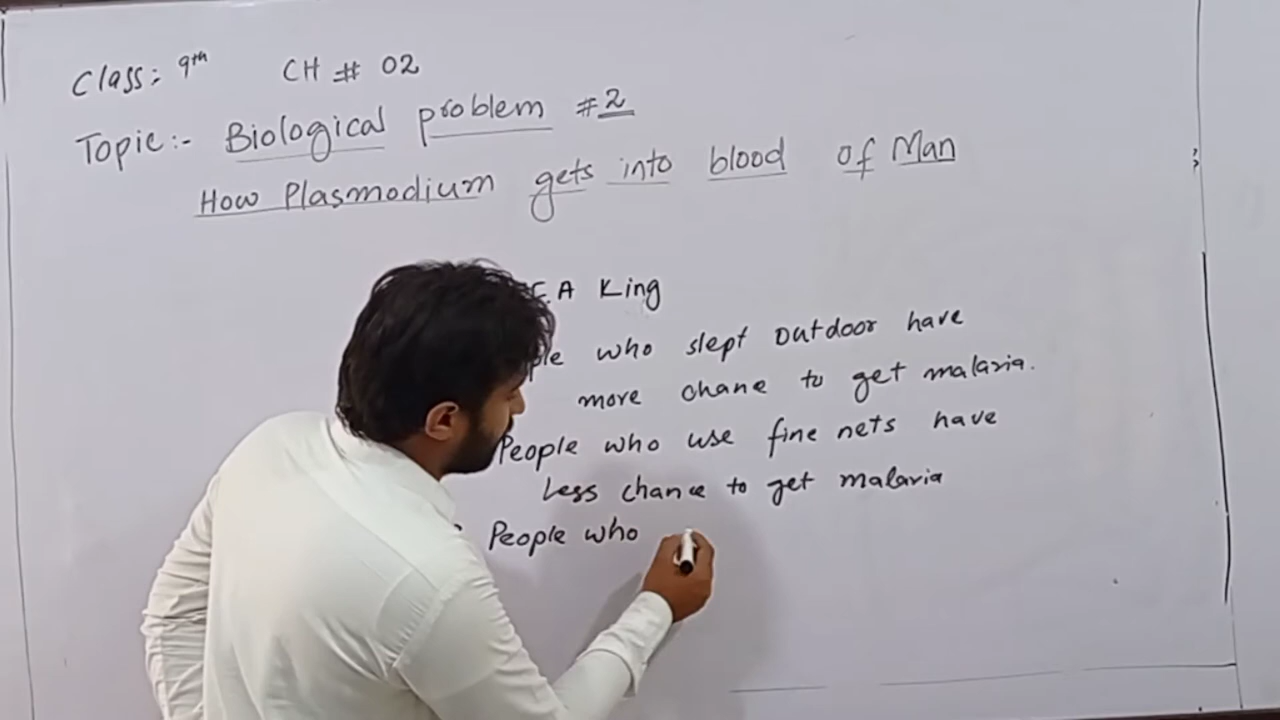 Class: 9th CH # 02
Topic:- Biological problem #2
How Plasmodium gets into blood of Man
F.A King
who slept outdoor have
more chance to get malaria.
People who use fine nets have
Less chance to get malaria
People who